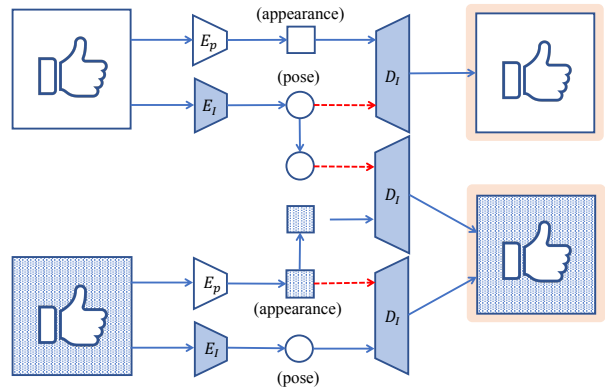 (appearance)
E_p
D_I
(pose)
E_I
D_I
E_p
(appearance)
D_I
E_I
(pose)